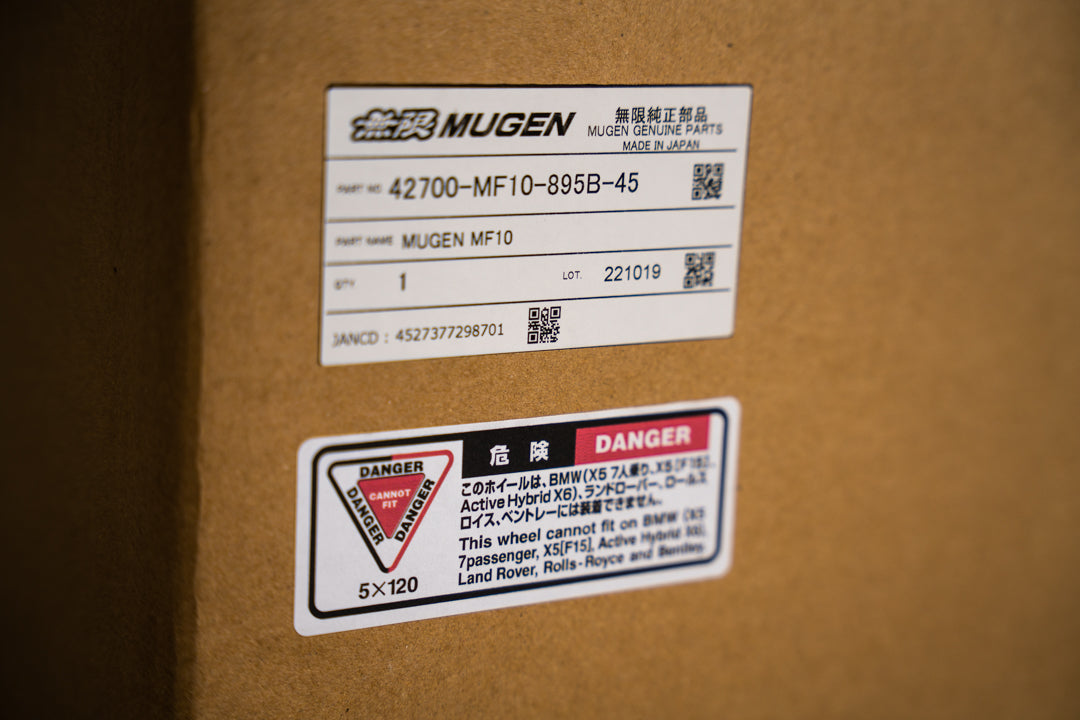 無限 MUGEN
無限純正部品
MUGEN GENUINE PARTS
MADE IN JAPAN
PART NO 42700-MF10-895B-45
PART NAME MUGEN MF10
QTY 1 LOT. 221019
JANCD : 4527377298701
危険 DANGER
DANGER
DANGER
DANGER
CANNOT
FIT
5×120
このホイールは、BMW(X5 7人乗り、X5 [F15]、
Active Hybrid X6)、ランドローバー、ロールス
ロイス、ベントレーには装着できません。
This wheel cannot fit on BMW (X5
7passenger, X5[F15], Active Hybrid X6),
Land Rover, Rolls-Royce and Bentley.